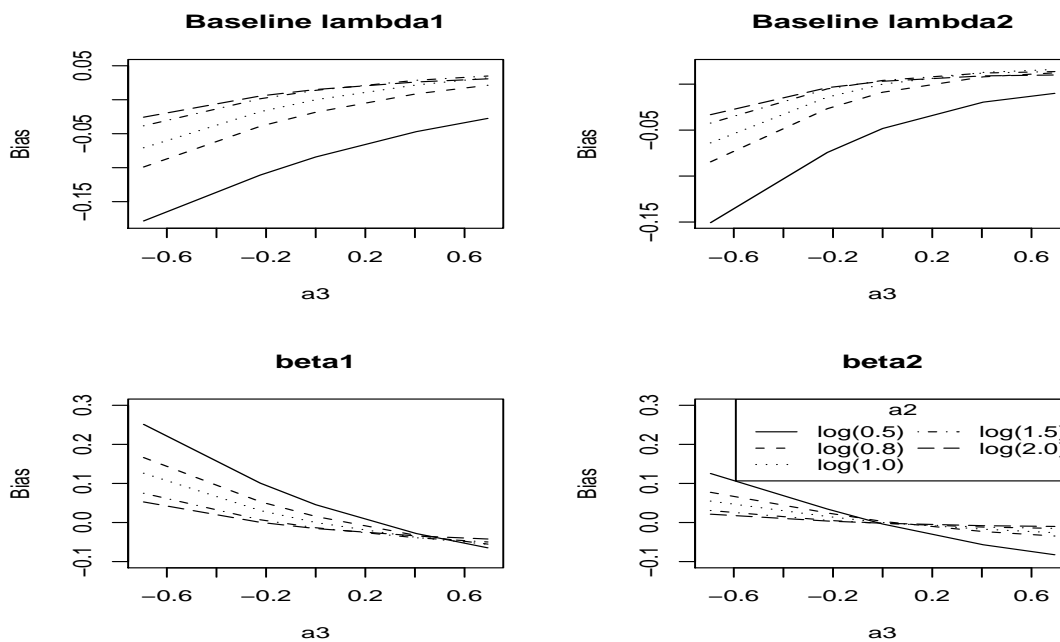 Baseline lambda1
Bias
0.05
−0.05
−0.15
−0.6
−0.2
0.2
0.6
a3
Baseline lambda2
Bias
−0.05
−0.15
−0.6
−0.2
0.2
0.6
a3
beta1
Bias
0.3
0.2
0.1
0.0
−0.1
−0.6
−0.2
0.2
0.6
a3
beta2
Bias
0.3
0.2
0.1
0.0
−0.1
a2
log(0.5)
log(0.8)
log(1.0)
log(1.5)
log(2.0)
−0.6
−0.2
0.2
0.6
a3